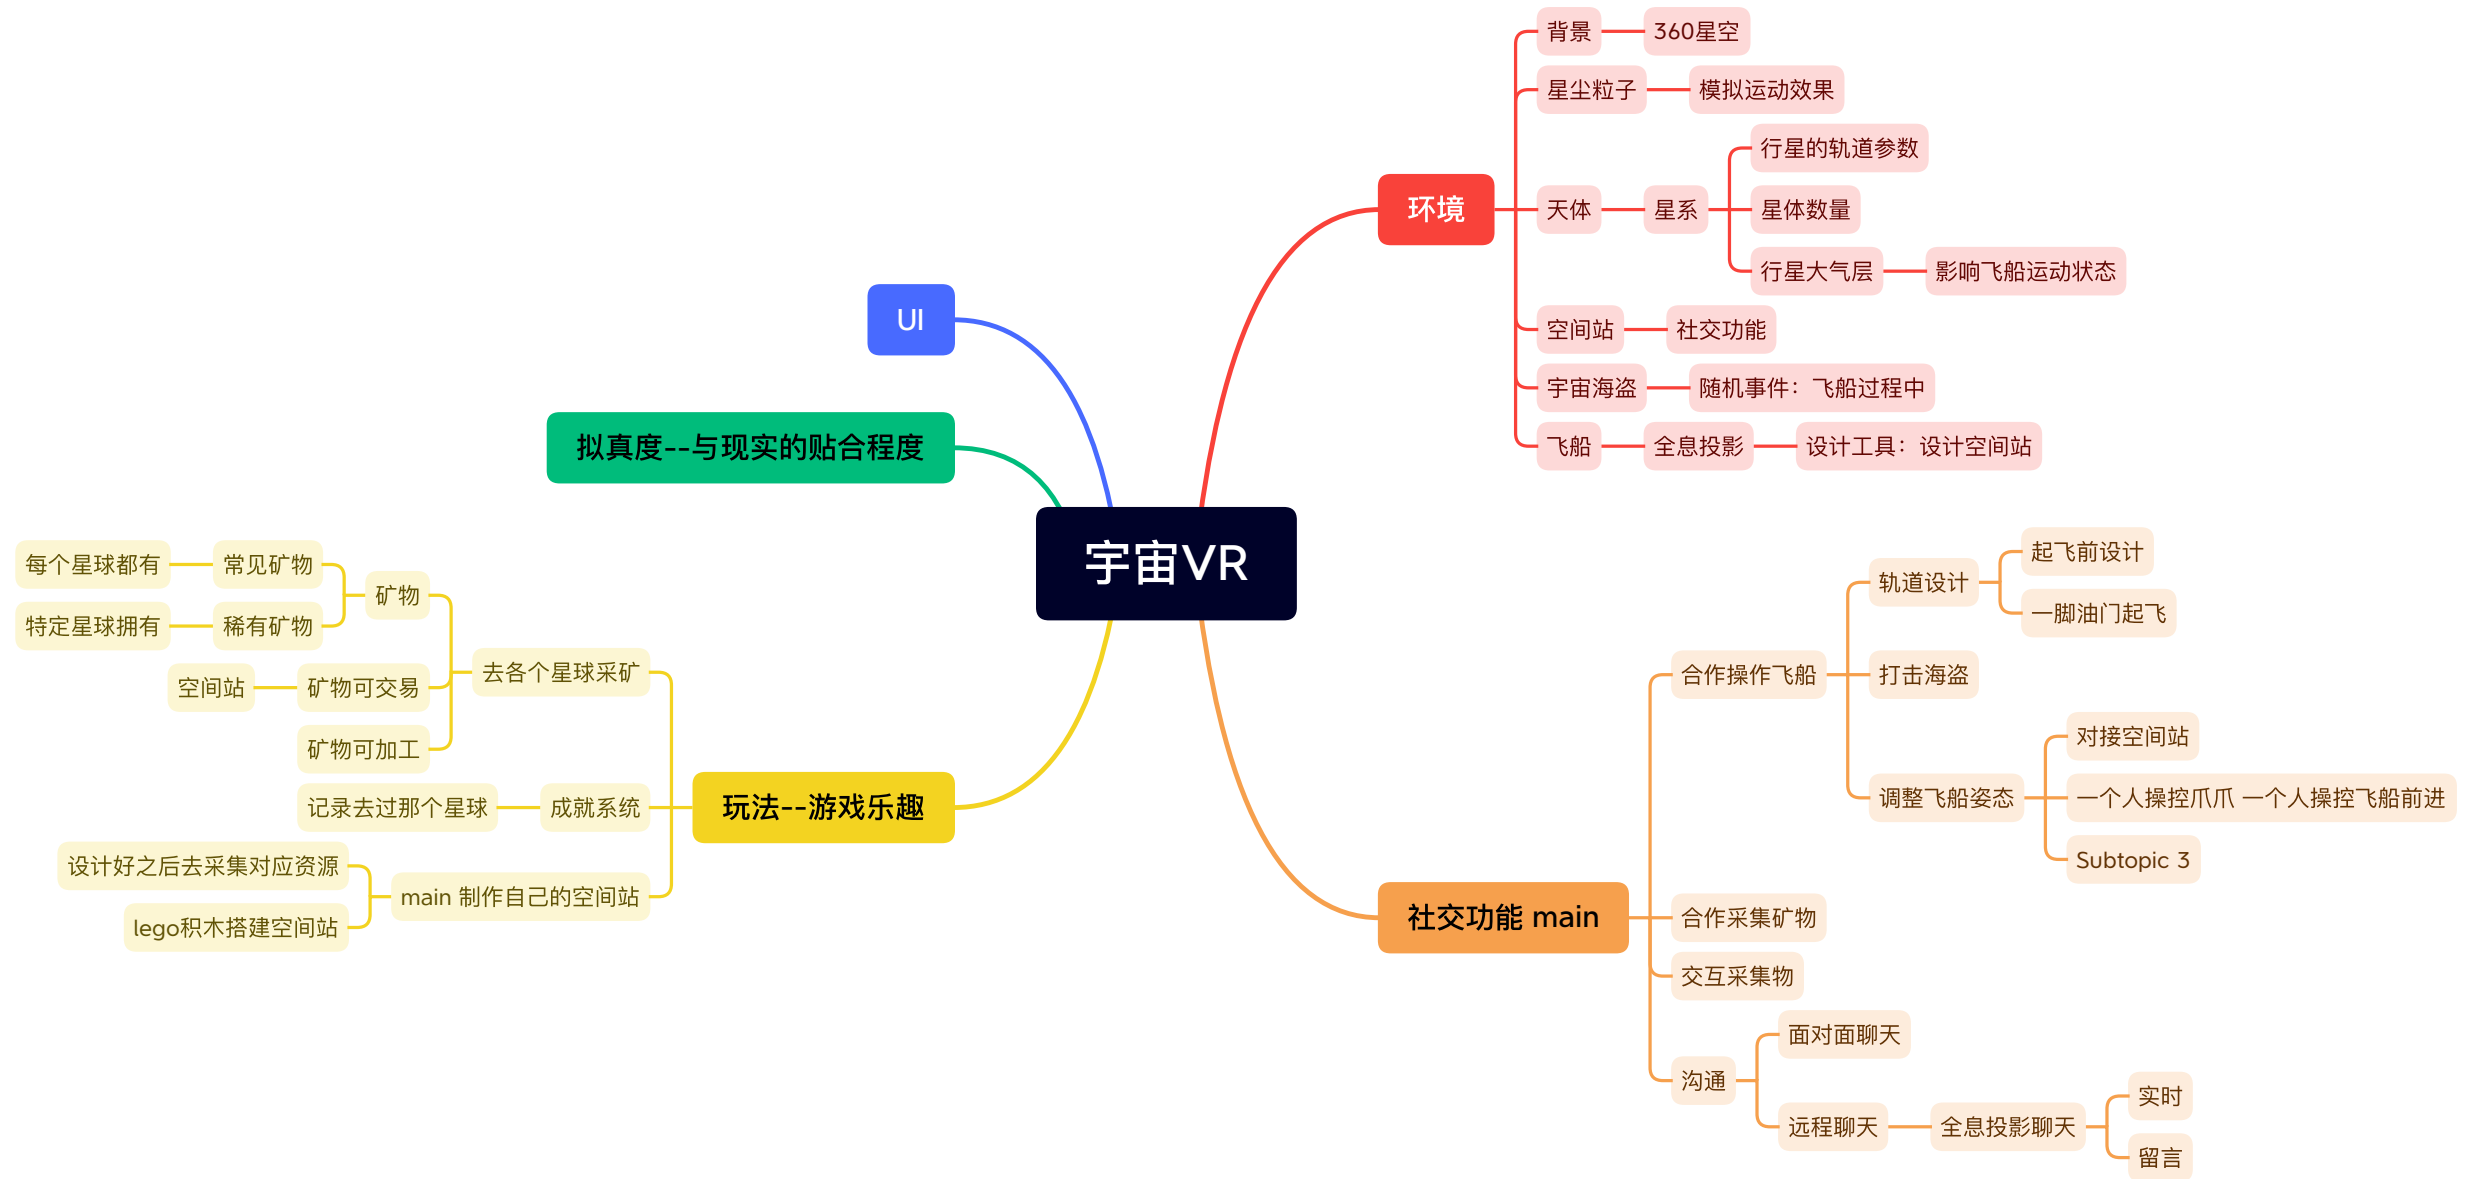 宇宙VR
环境
背景
360星空
星尘粒子
模拟运动效果
天体
星系
行星的轨道参数
星体数量
行星大气层
影响飞船运动状态
空间站
社交功能
宇宙海盗
随机事件：飞船过程中
飞船
全息投影
设计工具：设计空间站
社交功能 main
合作操作飞船
轨道设计
起飞前设计
一脚油门起飞
打击海盗
调整飞船姿态
对接空间站
一个人操控爪爪 一个人操控飞船前进
Subtopic 3
合作采集矿物
交互采集物
沟通
面对面聊天
远程聊天
全息投影聊天
实时
留言
UI
拟真度--与现实的贴合程度
玩法--游戏乐趣
去各个星球采矿
矿物
常见矿物
每个星球都有
稀有矿物
特定星球拥有
矿物可交易
空间站
矿物可加工
成就系统
记录去过那个星球
main 制作自己的空间站
设计好之后去采集对应资源
lego积木搭建空间站